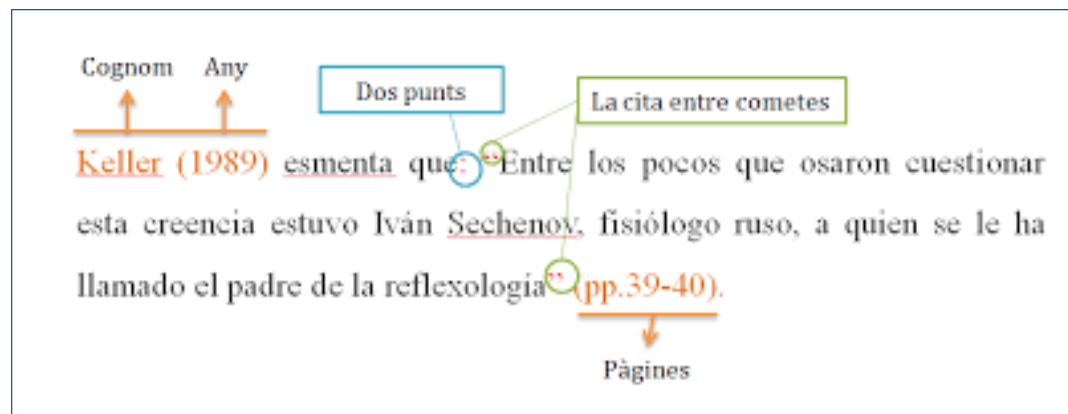 Cognom Any
Dos punts
La cita entre cometes
Keller (1989) esmenta que: "Entre los pocos que osaron cuestionar
esta creencia estuvo Iván Sechenov, fisiólogo ruso, a quien se le ha
llamado el padre de la reflexología" (pp.39-40).
Pàgines